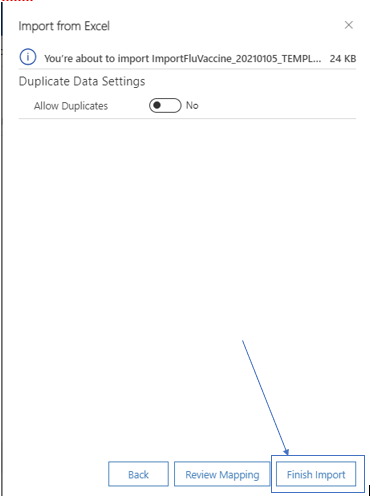 Import from Excel
You're about to import ImportFluVaccine_20210105_TEMPL... 24 KB
Duplicate Data Settings
Allow Duplicates No
Back Review Mapping Finish Import